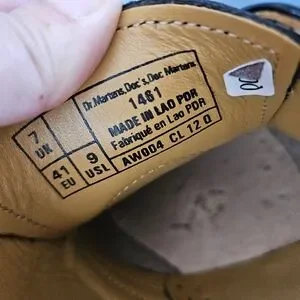 Dr. Martens, Doc's, Doc Martens
1461
MADE IN LAO PDR
Fabriqué en Lao PDR
AW004 CL 12 0
7 UK
41 EU
9 USL